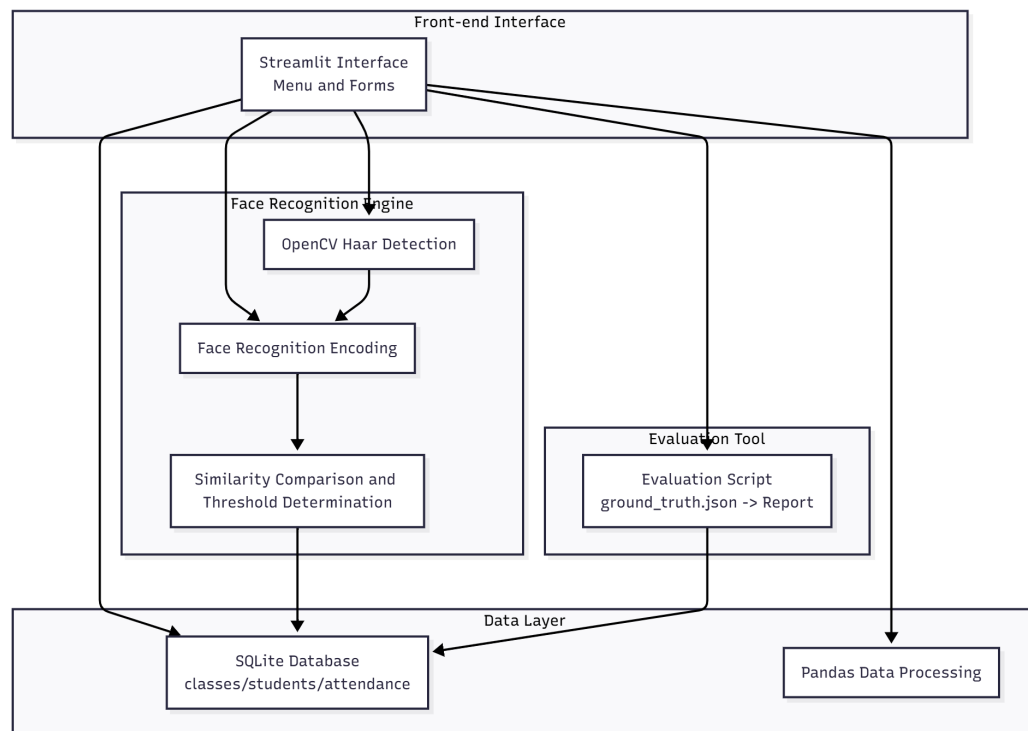 Front-end Interface
Streamlit Interface
Menu and Forms
Face Recognition Engine
OpenCV Haar Detection
Face Recognition Encoding
Similarity Comparison and
Threshold Determination
Evaluation Tool
Evaluation Script
ground_truth.json -> Report
Data Layer
SQLite Database
classes/students/attendance
Pandas Data Processing